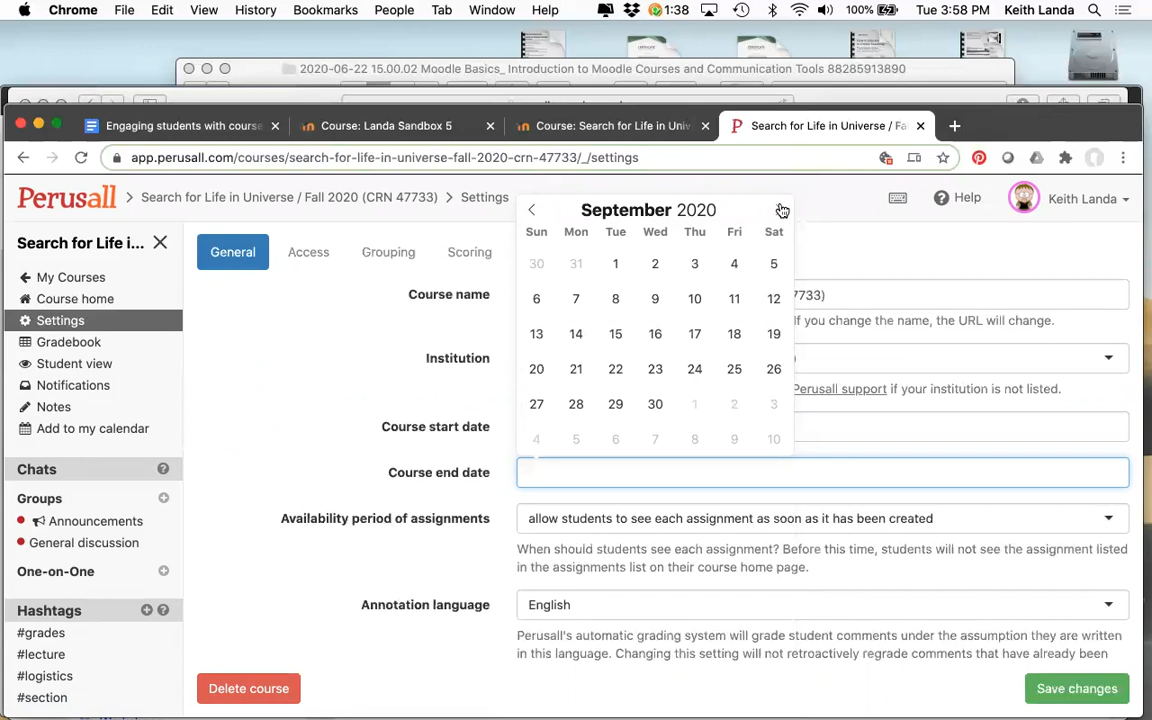 Chrome File Edit View History Bookmarks People Tab Window Help 1:38 100% Tue 3:58 PM Keith Landa
2020-06-22 15.00.02 Moodle Basics_ Introduction to Moodle Courses and Communication Tools 88285913890
Engaging students with course Course: Landa Sandbox 5 Course: Search for Life in Univ Search for Life in Universe / Fa
app.perusall.com/courses/search-for-life-in-universe-fall-2020-crn-47733/_/settings
Perusall Search for Life in Universe / Fall 2020 (CRN 47733) Settings Help Keith Landa
September 2020
Sun Mon Tue Wed Thu Fri Sat
30 31 1 2 3 4 5
6 7 8 9 10 11 12
13 14 15 16 17 18 19
20 21 22 23 24 25 26
27 28 29 30 1 2 3
4 5 6 7 8 9 10
Search for Life i...
My Courses
Course home
Settings
Gradebook
Student view
Notifications
Notes
Add to my calendar
Chats
Groups
Announcements
General discussion
One-on-One
Hashtags
#grades
#lecture
#logistics
#section
General Access Grouping Scoring
Course name 7733)
If you change the name, the URL will change.
Institution )
Perusall support if your institution is not listed.
Course start date
Course end date
Availability period of assignments allow students to see each assignment as soon as it has been created
When should students see each assignment? Before this time, students will not see the assignment listed
in the assignments list on their course home page.
Annotation language English
Perusall's automatic grading system will grade student comments under the assumption they are written
in this language. Changing this setting will not retroactively regrade comments that have already been
Delete course Save changes